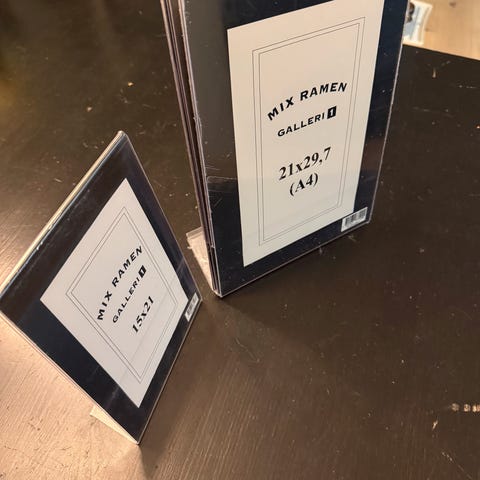 MIX RAMEN
GALLERI 1
21x29,7
(A4)
MIX RAMEN
GALLERI 1
15x21